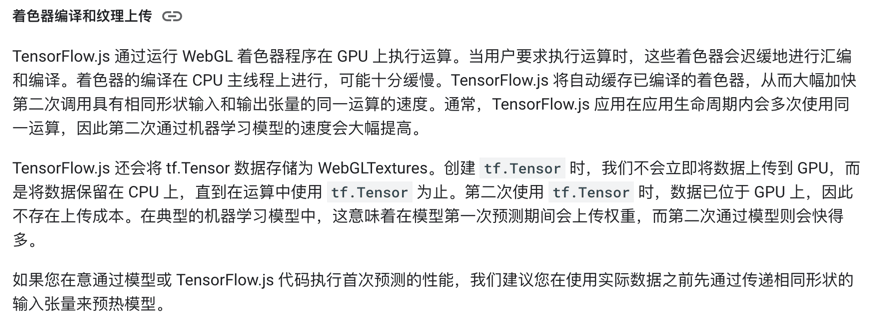 着色器编译和纹理上传
TensorFlow.js 通过运行 WebGL 着色器程序在 GPU 上执行运算。当用户要求执行运算时，这些着色器会迟缓地进行汇编
和编译。着色器的编译在 CPU 主线程上进行，可能十分缓慢。TensorFlow.js 将自动缓存已编译的着色器，从而大幅加快
第二次调用具有相同形状输入和输出张量的同一运算的速度。通常，TensorFlow.js 应用在应用生命周期内会多次使用同
一运算，因此第二次通过机器学习模型的速度会大幅提高。
TensorFlow.js 还会将 tf.Tensor 数据存储为 WebGLTextures。创建 tf.Tensor 时，我们不会立即将数据上传到 GPU，而
是将数据保留在 CPU 上，直到在运算中使用 tf.Tensor 为止。第二次使用 tf.Tensor 时，数据已位于 GPU 上，因此
不存在上传成本。在典型的机器学习模型中，这意味着在模型第一次预测期间会上传权重，而第二次通过模型则会快得
多。
如果您在意通过模型或 TensorFlow.js 代码执行首次预测的性能，我们建议您在使用实际数据之前先通过传递相同形状的
输入张量来预热模型。